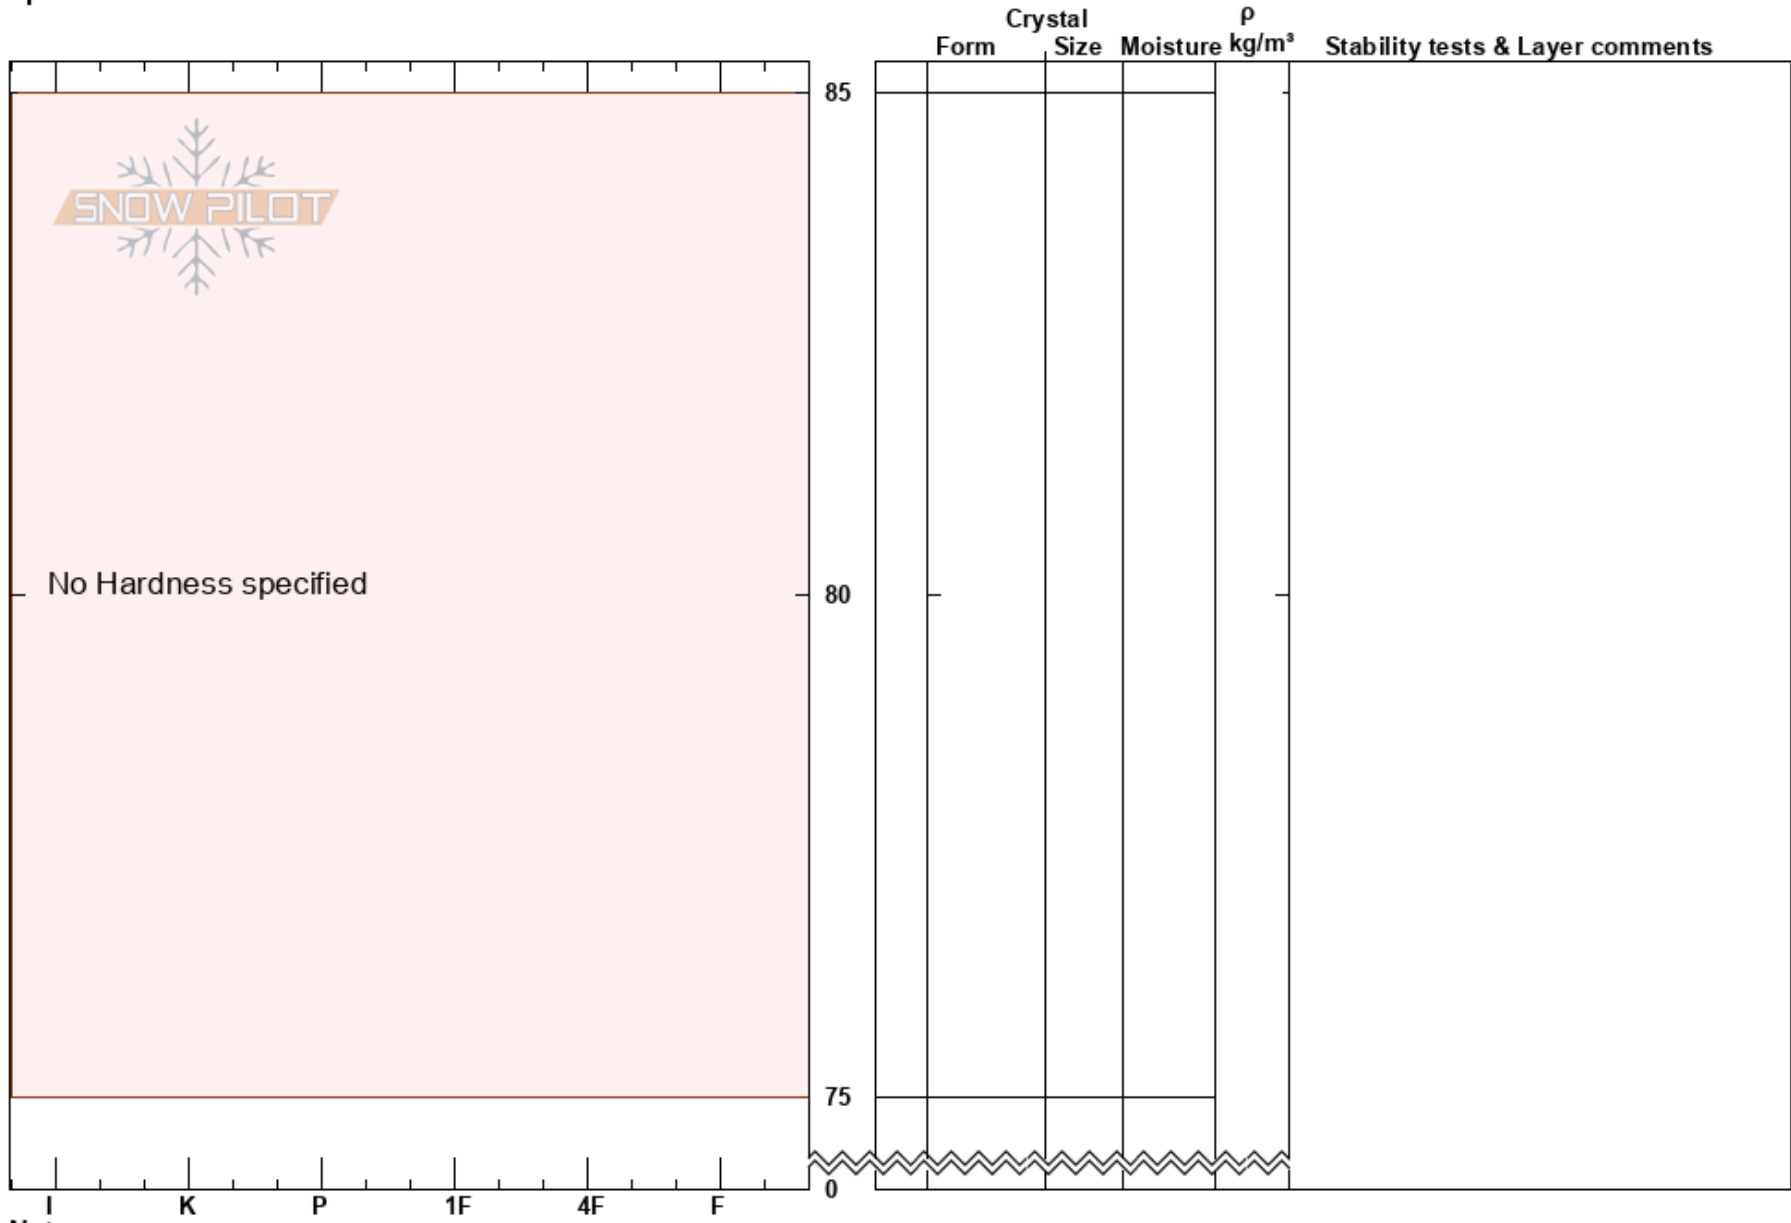 Crystal
ρ
Form
Size
Moisture
kg/m³
Stability tests & Layer comments
85
SNOW PILOT
No Hardness specified
80
75
0
I
K
P
1F
4F
F